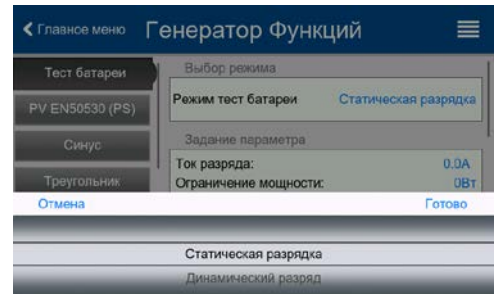 Главное меню
Генератор Функций
Тест батареи
Выбор режима
Режим тест батареи
Статическая разрядка
PV EN50530 (PS)
Синус
Задание параметра
Ток разряда:
0.0A
Треугольник
Ограничение мощности:
0Вт
Отмена
Готово
Статическая разрядка
Динамический разряд